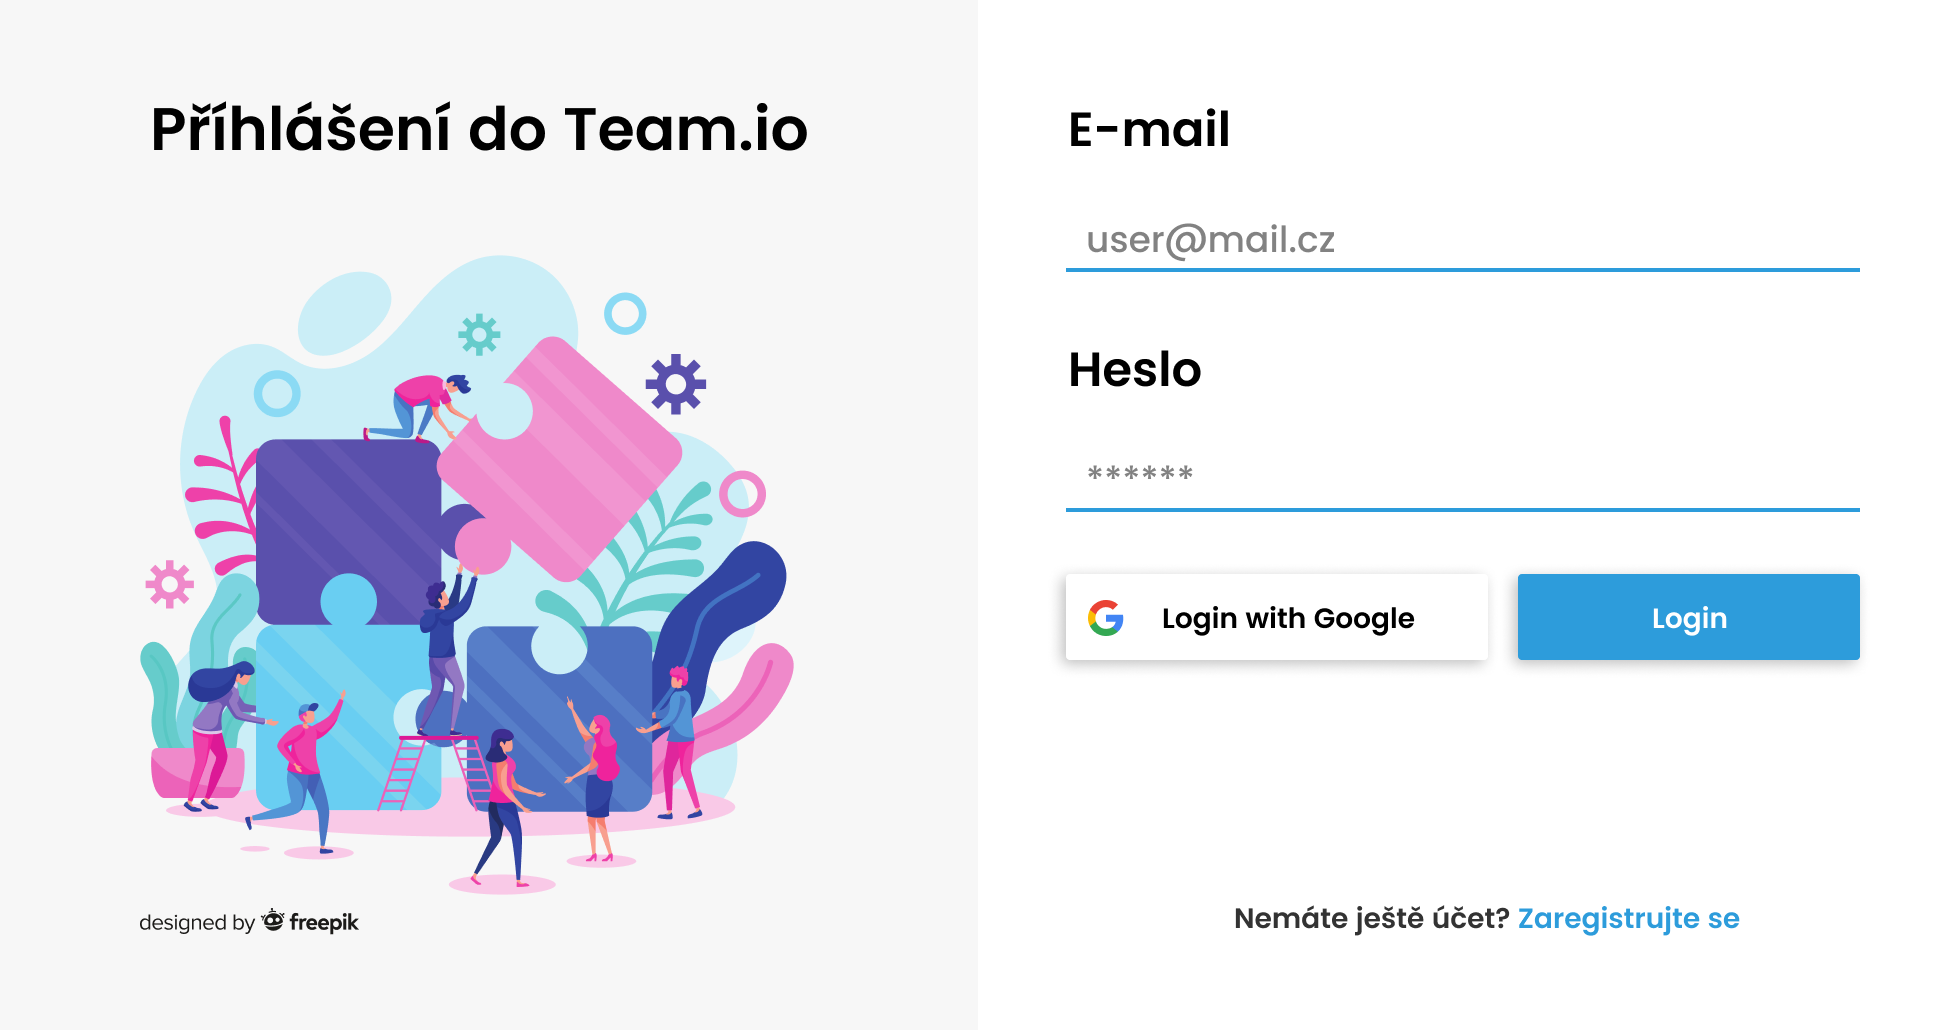 Příhlášení do Team.io
designed by freepik
E-mail
user@mail.cz
Heslo
******
Login with Google
Login
Nemáte ještě účet? Zaregistrujte se